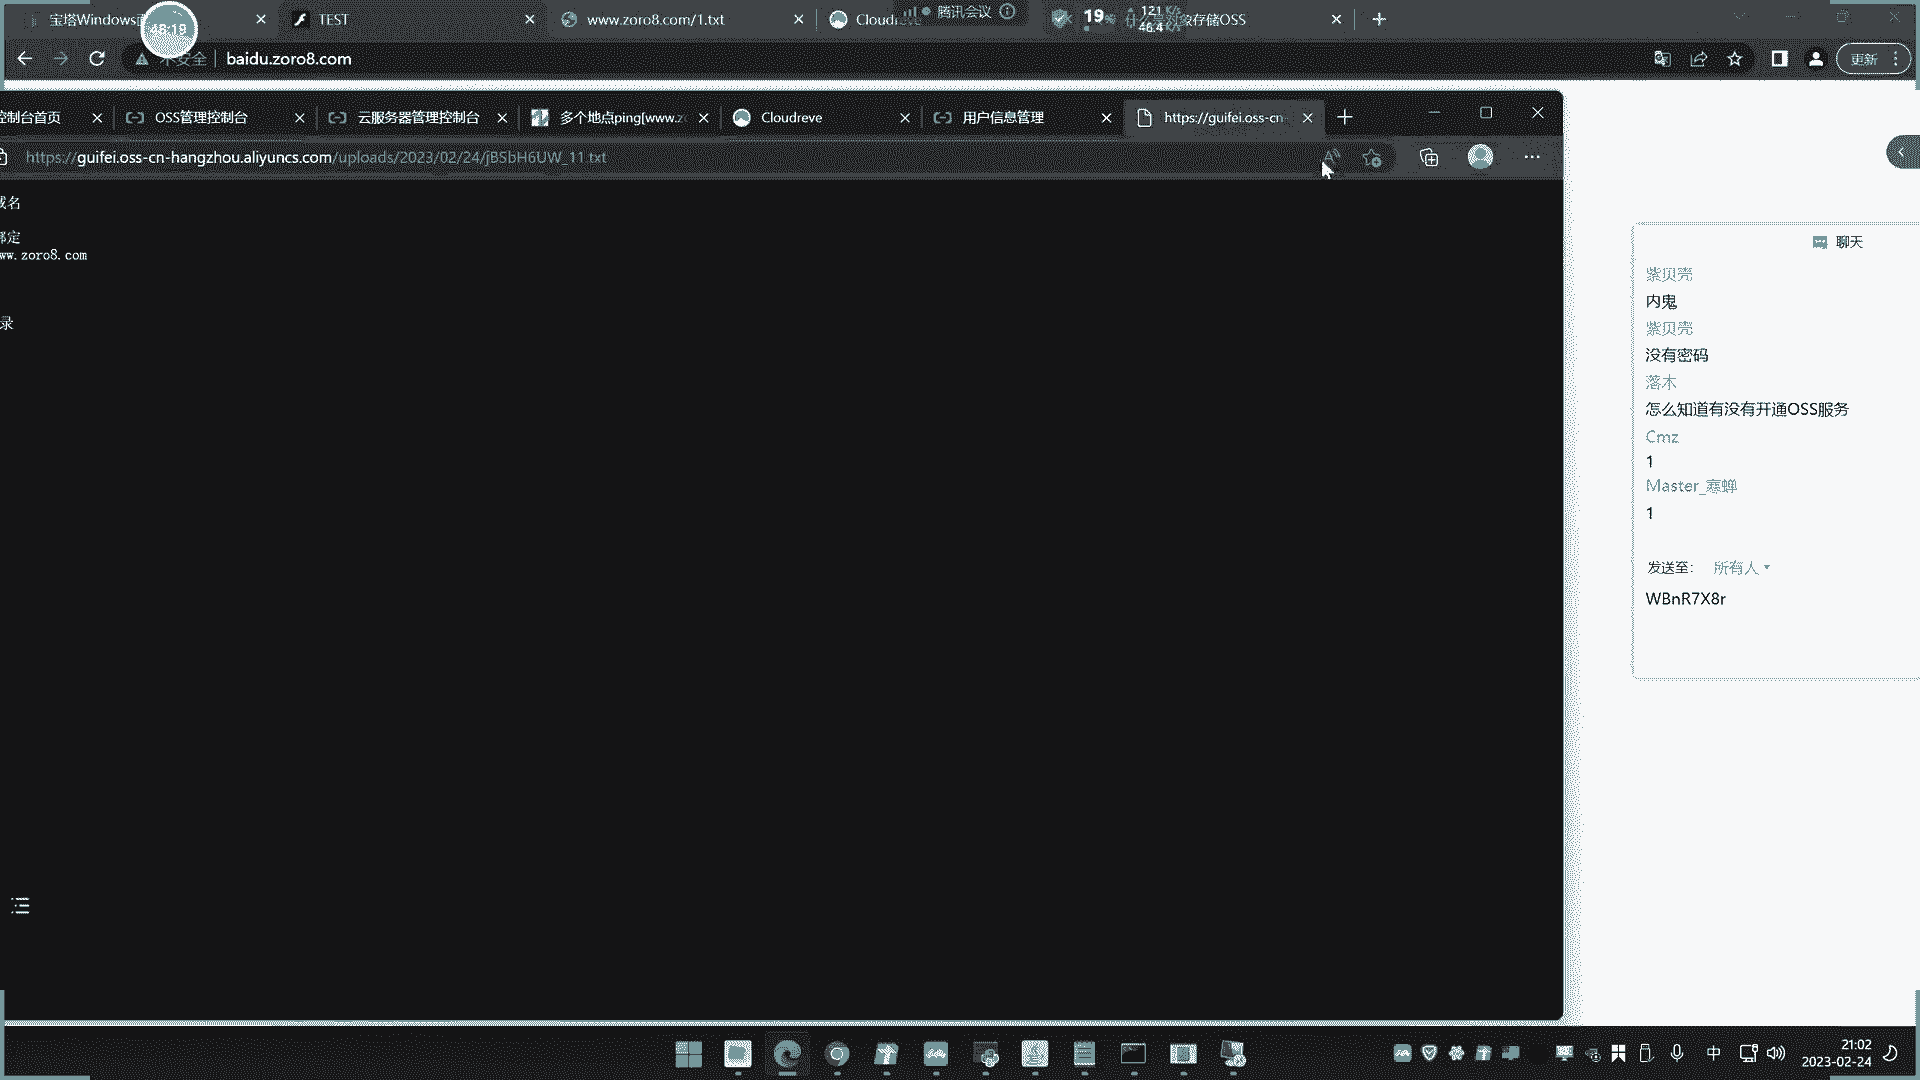 宝塔Windows
TEST
www.zoro8.com/1.txt
Cloud
腾讯会议
19%
存储OSS
48:19
不安全
baidu.zoro8.com
更新
控制台首页
OSS管理控制台
云服务器管理控制台
多个地点ping[www.z
Cloudreve
用户信息管理
https://guifei.oss-cn-
https://guifei.oss-cn-hangzhou.aliyuncs.com/uploads/2023/02/24/jBSbH6UW_11.txt
域名
绑定
ww.zoro8.com
录
聊天
紫贝壳
内鬼
紫贝壳
没有密码
落木
怎么知道有没有开通OSS服务
Cmz
1
Master_寒蝉
1
发送至:
所有人
WBnR7X8r
中
21:02
2023-02-24